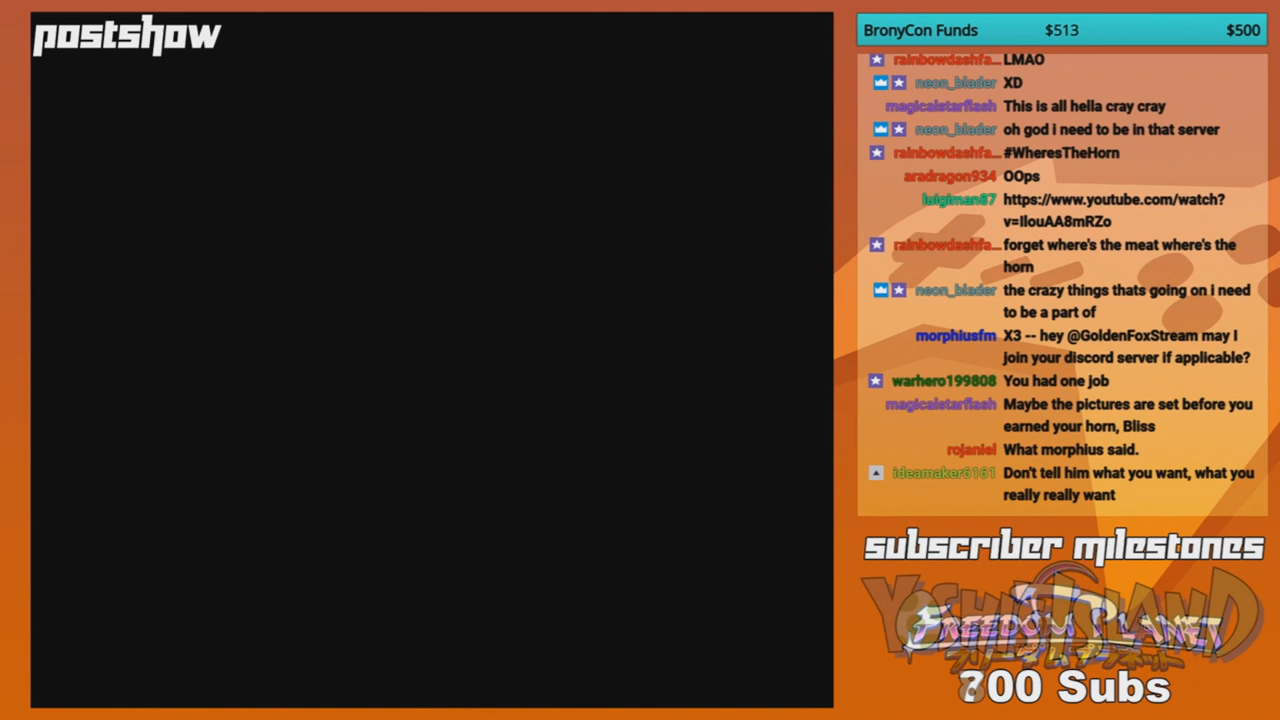 postshow
BronyCon Funds $513 $500
rainbowdashfa... LMAO
neon_blader XD
magicalstarflash This is all hella cray cray
neon_blader oh god i need to be in that server
rainbowdashfa... #WheresTheHorn
aradragon934 OOps
luigiman87 https://www.youtube.com/watch?
v=IlouAA8mRZo
rainbowdashfa... forget where's the meat where's the
horn
neon_blader the crazy things thats going on i need
to be a part of
morphiusfm X3 -- hey @GoldenFoxStream may I
join your discord server if applicable?
warhero199808 You had one job
magicalstarflash Maybe the pictures are set before you
earned your horn, Bliss
rojaniel What morphius said.
ideamaker6161 Don't tell him what you want, what you
really really want
subscriber milestones
Yoshi's Island
Freedom Planet
700 Subs